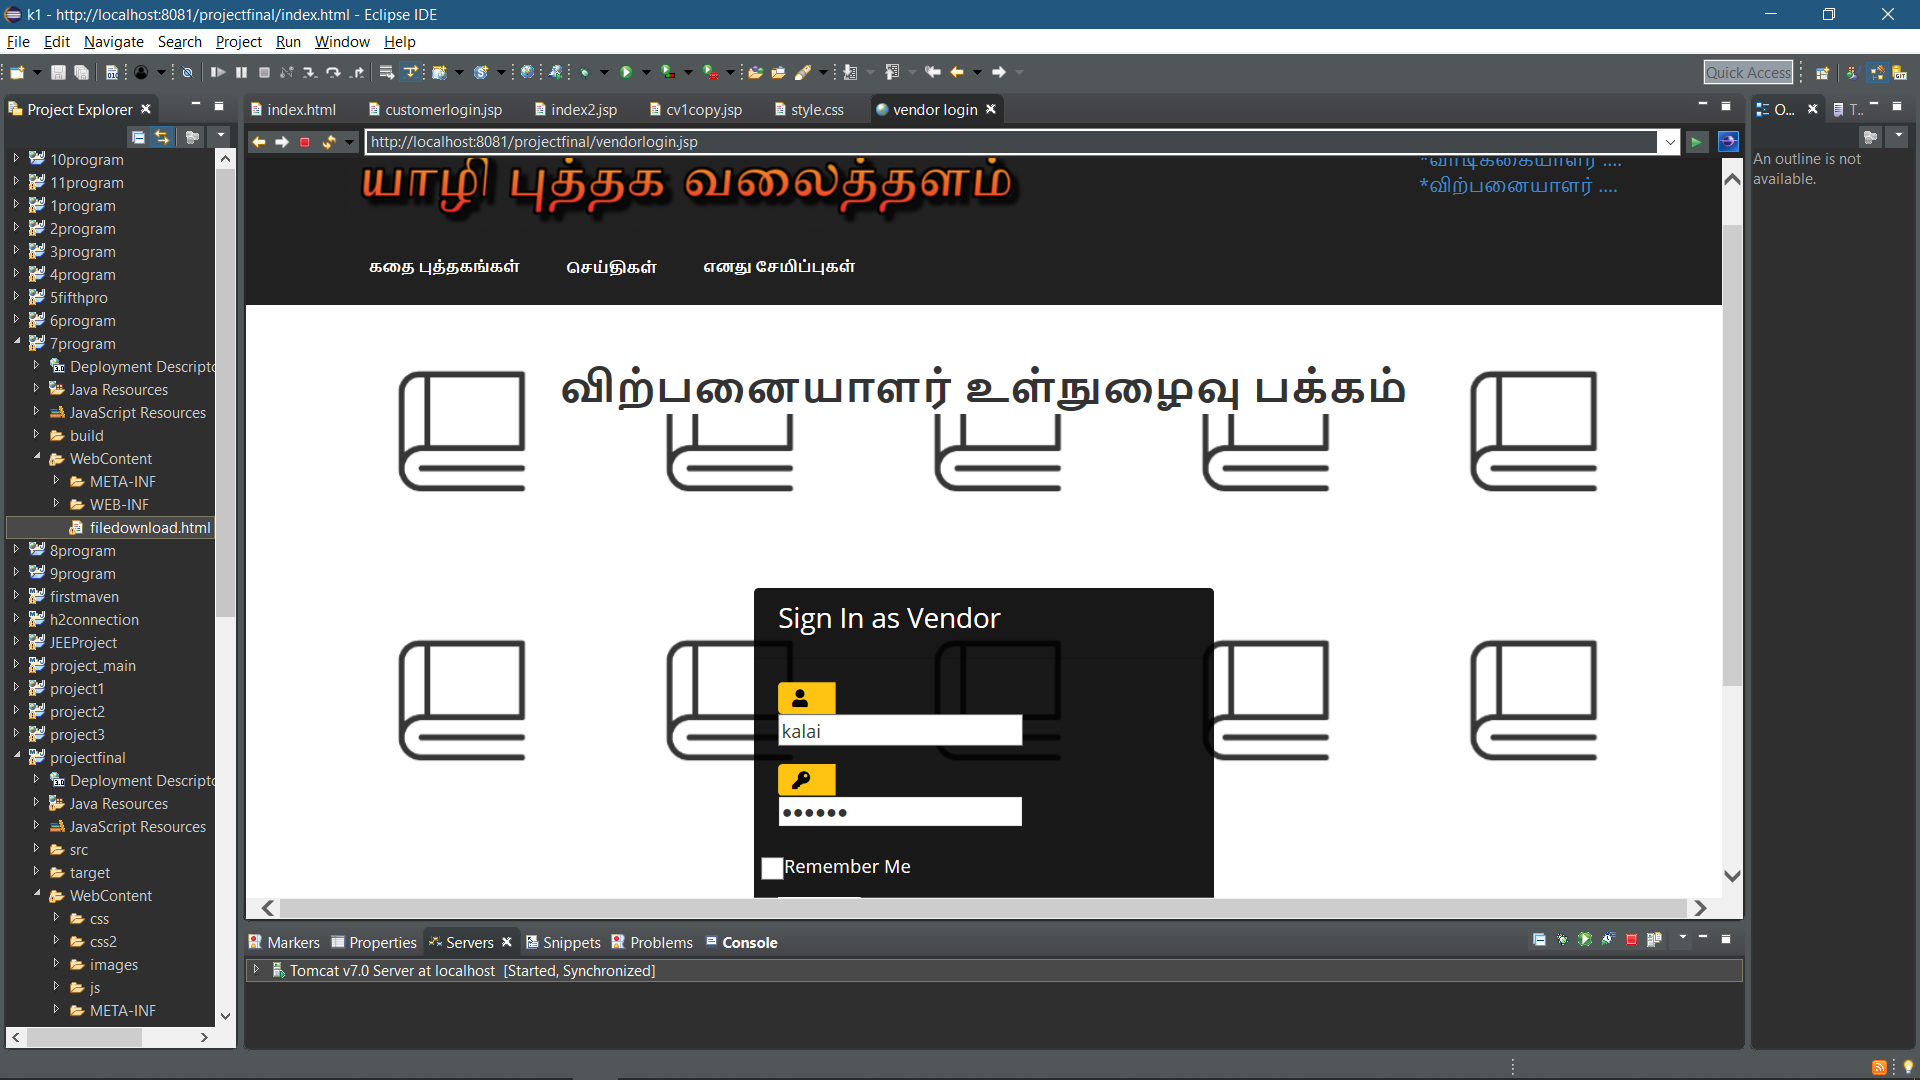 k1 - http://localhost:8081/projectfinal/index.html - Eclipse IDE
File Edit Navigate Search Project Run Window Help
Quick Access
Project Explorer
index.html customerlogin.jsp index2.jsp cv1copy.jsp style.css vendor login
O... T..
http://localhost:8081/projectfinal/vendorlogin.jsp
An outline is not
available.
10program
11program
1program
2program
3program
4program
5fifthpro
6program
7program
Deployment Descripto
Java Resources
JavaScript Resources
build
WebContent
META-INF
WEB-INF
filedownload.html
8program
9program
firstmaven
h2connection
JEEProject
project_main
project1
project2
project3
projectfinal
Deployment Descripto
Java Resources
JavaScript Resources
src
target
WebContent
css
css2
images
js
META-INF
யாழி புத்தக வலைத்தளம்
*வாடிக்கையாளர் ....
*விற்பனையாளர் ....
கதை புத்தகங்கள் செய்திகள் எனது சேமிப்புகள்
விற்பனையாளர் உள்நுழைவு பக்கம்
Sign In as Vendor
kalai
••••••
Remember Me
Markers Properties Servers Snippets Problems Console
Tomcat v7.0 Server at localhost [Started, Synchronized]